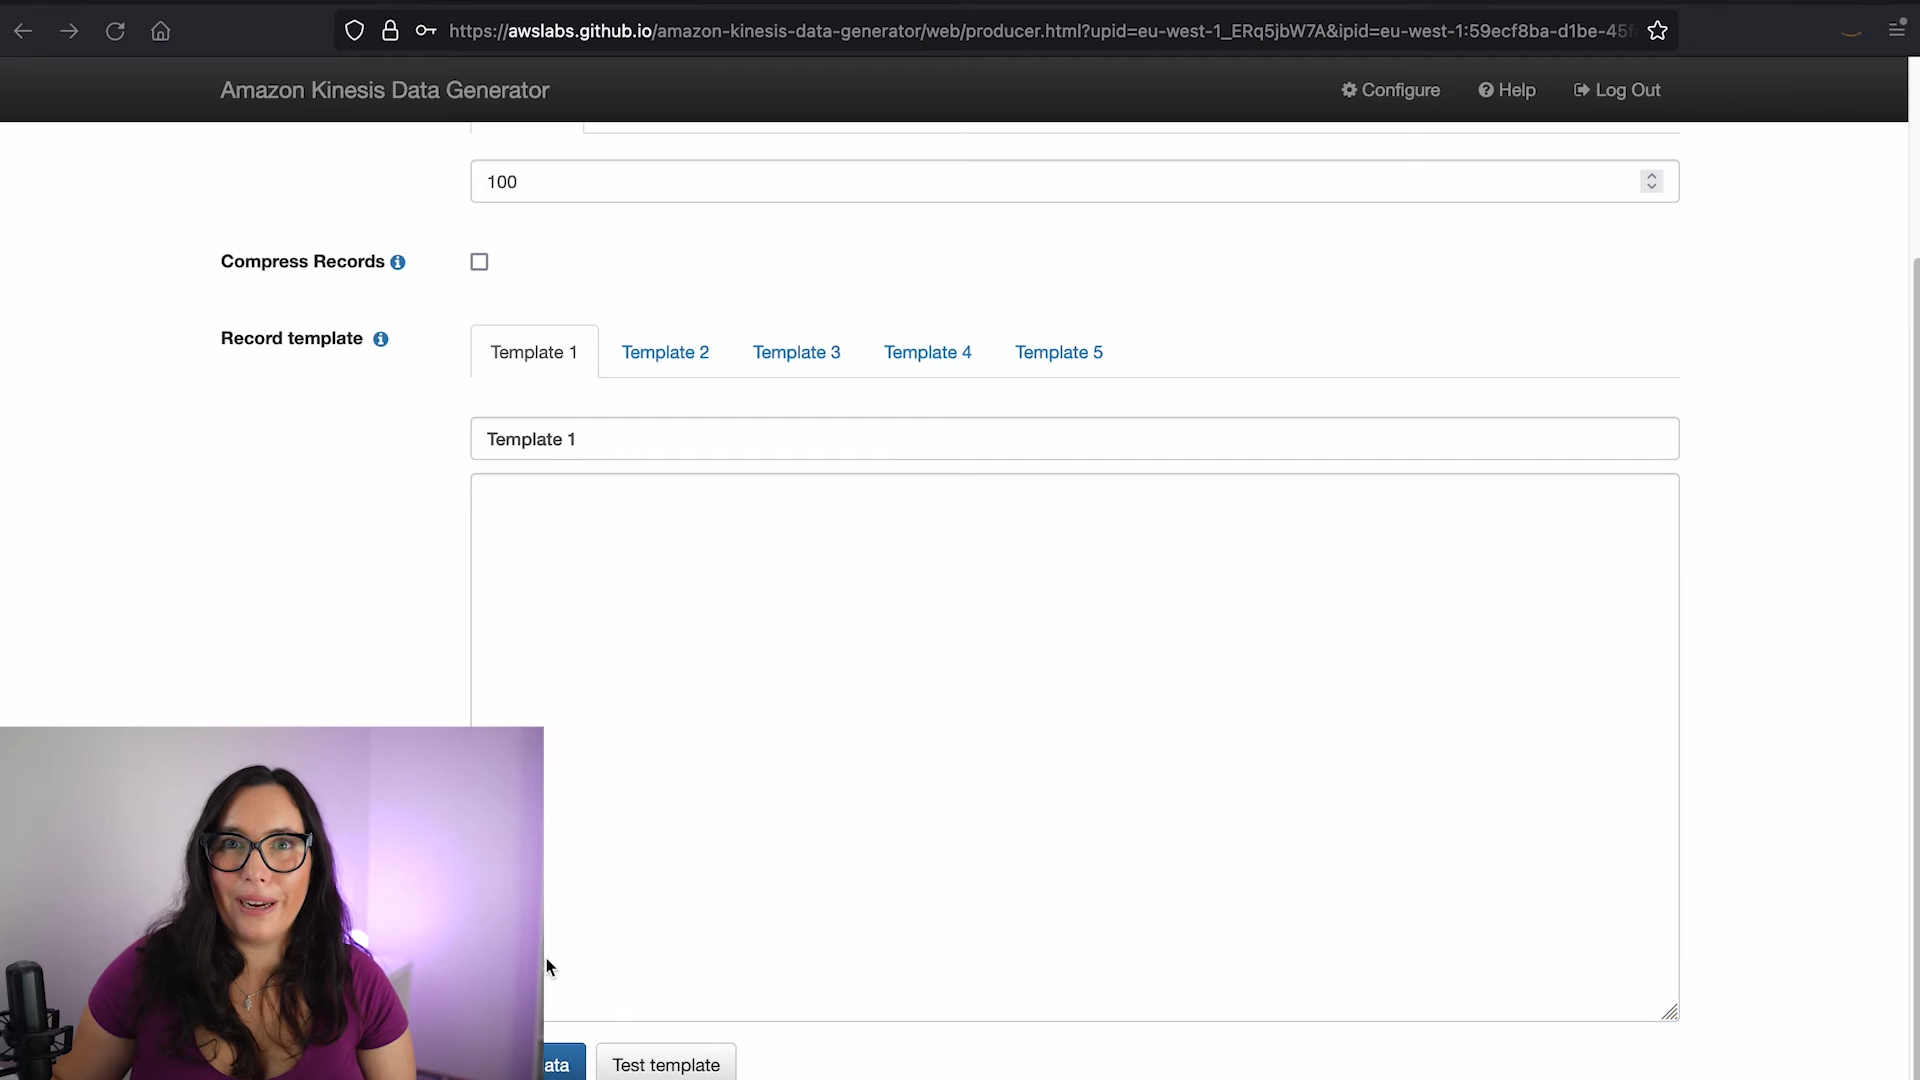 https://awslabs.github.io/amazon-kinesis-data-generator/web/producer.html?upid=eu-west-1_ERq5jbW7A&ipid=eu-west-1:59ecf8ba-d1be-45
Amazon Kinesis Data Generator
Configure
Help
Log Out
100
Compress Records
Record template
Template 1
Template 2
Template 3
Template 4
Template 5
Template 1
ata
Test template